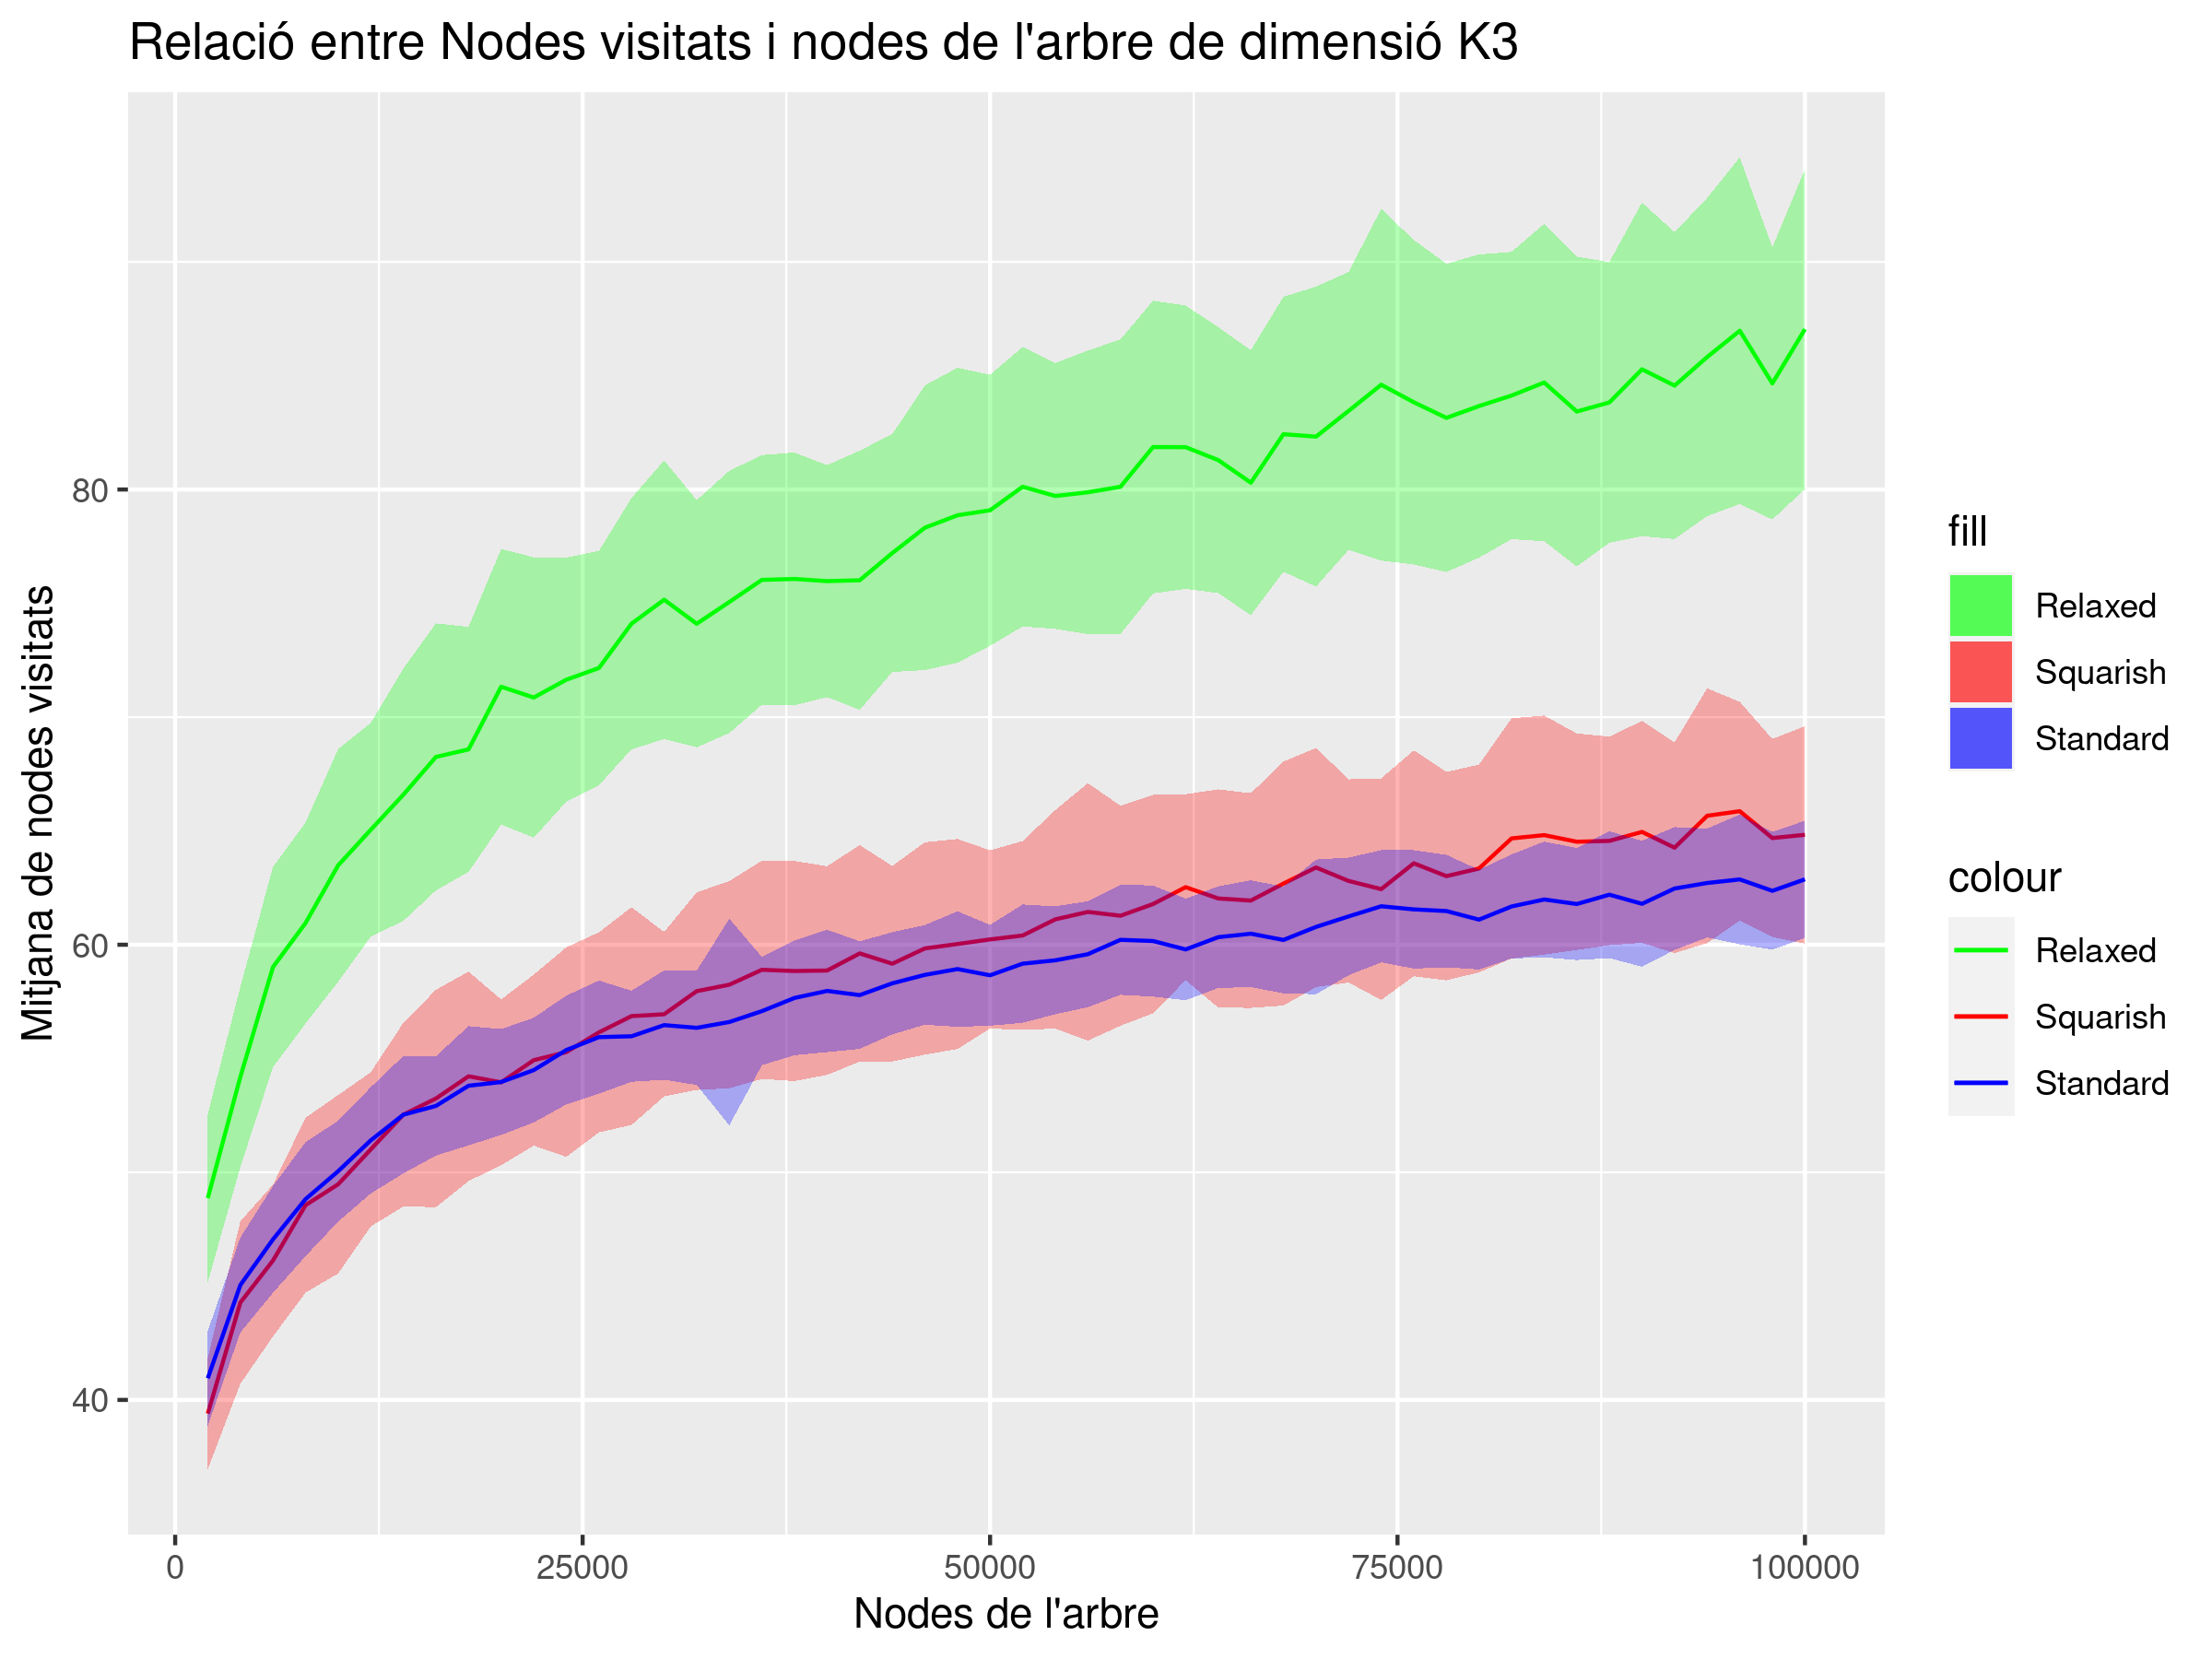 Relació entre Nodes visitats i nodes de l'arbre de dimensió K3
Mitjana de nodes visitats
80
60
40
0
25000
50000
75000
100000
Nodes de l'arbre
fill
Relaxed
Squarish
Standard
colour
Relaxed
Squarish
Standard